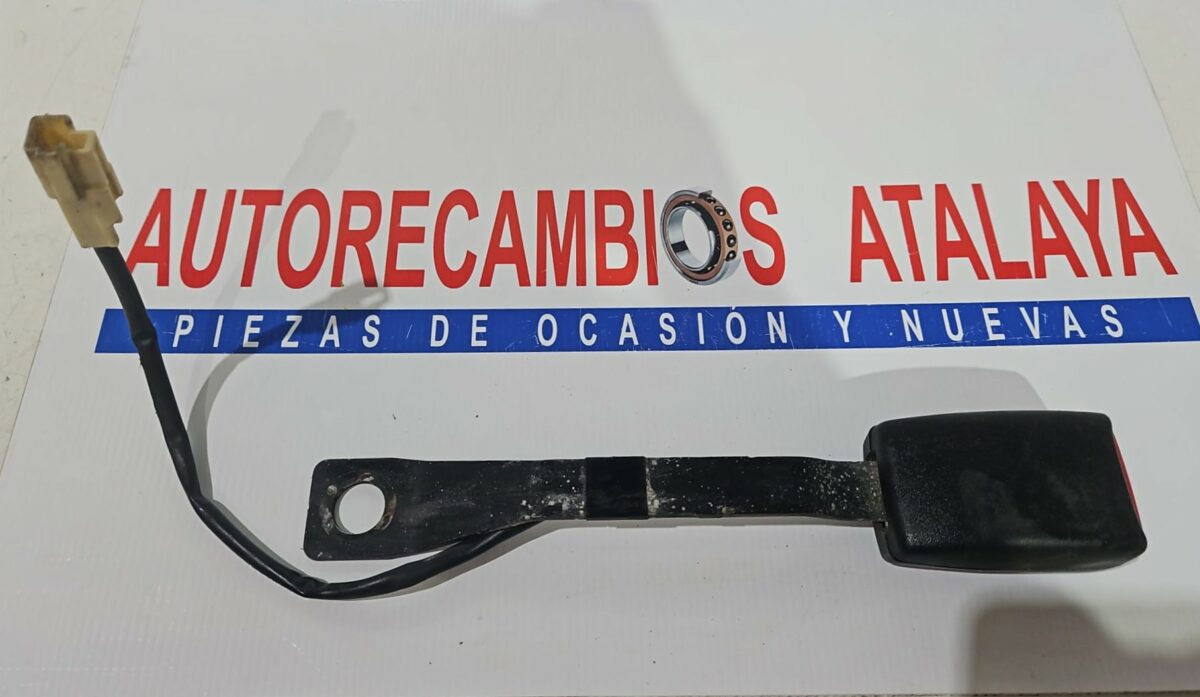 AUTORECAMBIOS ATALAYA
PIEZAS DE OCASIÓN Y NUEVAS